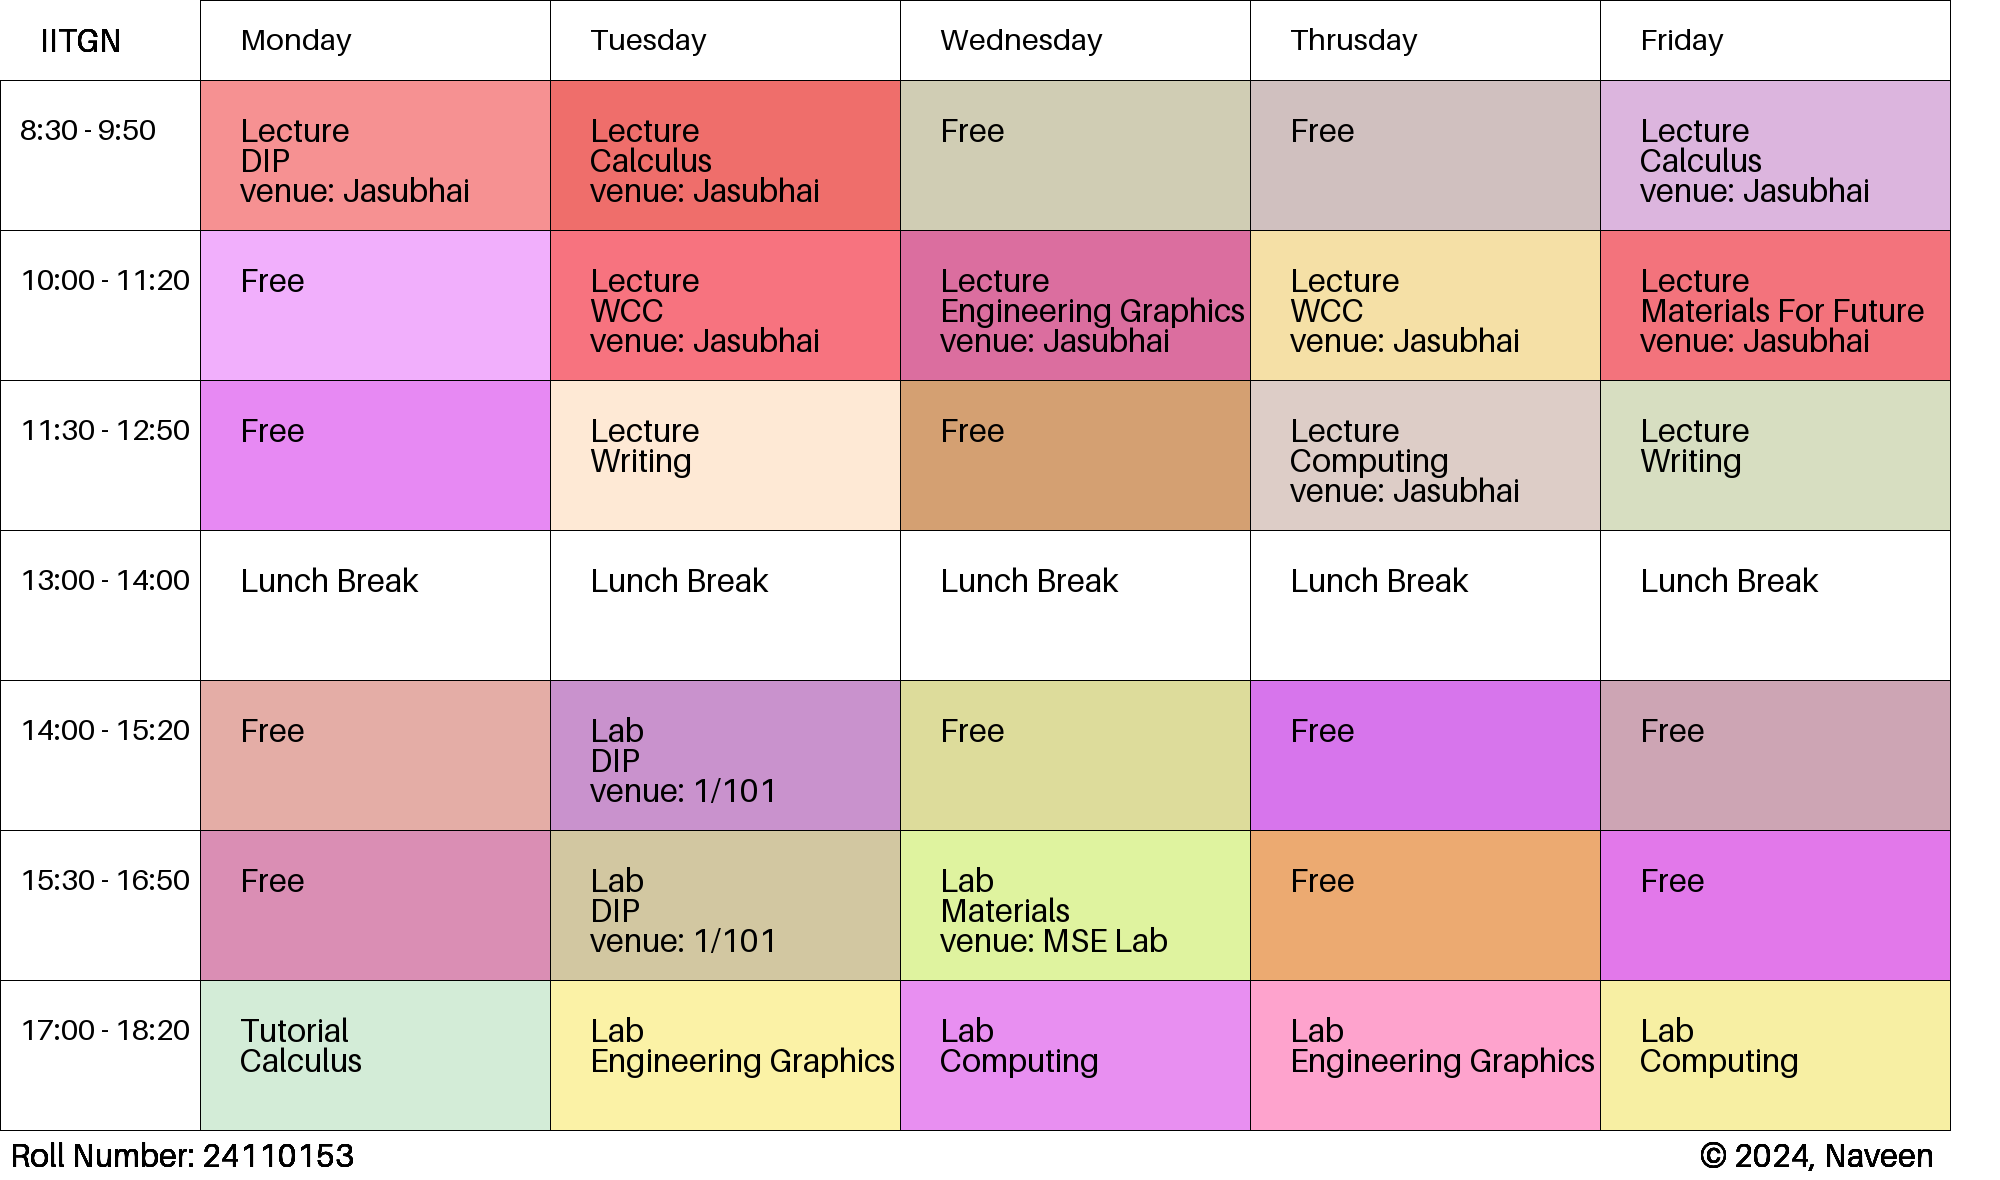 IITGN
Monday
Tuesday
Wednesday
Thrusday
Friday
8:30 - 9:50
Lecture
DIP
venue: Jasubhai
Lecture
Calculus
venue: Jasubhai
Free
Free
Lecture
Calculus
venue: Jasubhai
10:00 - 11:20
Free
Lecture
WCC
venue: Jasubhai
Lecture
Engineering Graphics
venue: Jasubhai
Lecture
WCC
venue: Jasubhai
Lecture
Materials For Future
venue: Jasubhai
11:30 - 12:50
Free
Lecture
Writing
Free
Lecture
Computing
venue: Jasubhai
Lecture
Writing
13:00 - 14:00
Lunch Break
Lunch Break
Lunch Break
Lunch Break
Lunch Break
14:00 - 15:20
Free
Lab
DIP
venue: 1/101
Free
Free
Free
15:30 - 16:50
Free
Lab
DIP
venue: 1/101
Lab
Materials
venue: MSE Lab
Free
Free
17:00 - 18:20
Tutorial
Calculus
Lab
Engineering Graphics
Lab
Computing
Lab
Engineering Graphics
Lab
Computing
Roll Number: 24110153
© 2024, Naveen